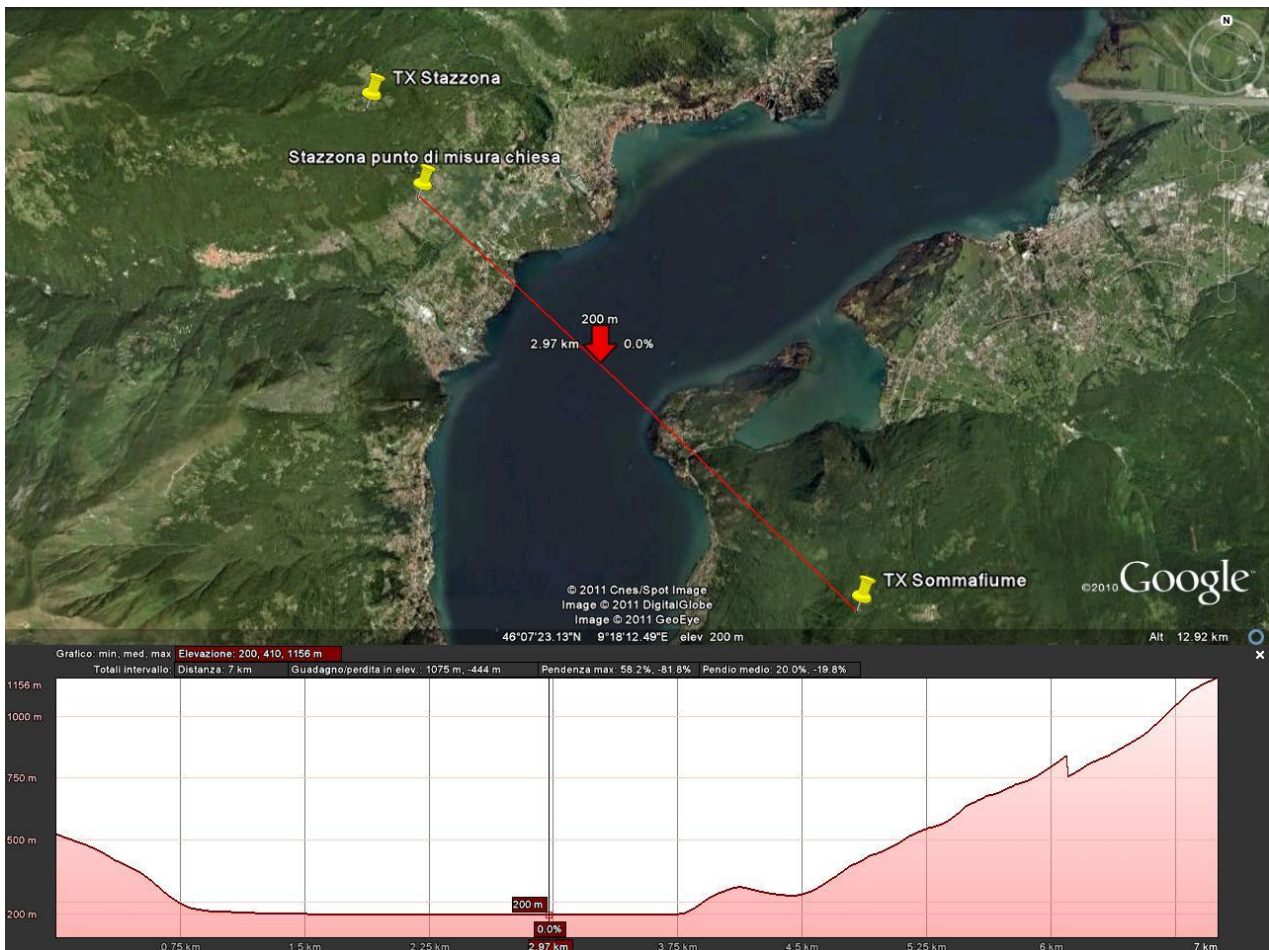 N
TX Stazzona
Stazzona punto di misura chiesa
200 m
2.97 km 0.0%
TX Sommafiume
©2010 Google™
© 2011 Cnes/Spot Image
Image © 2011 DigitalGlobe
Image © 2011 GeoEye
46°07'23.13"N 9°18'12.49"E elev 200 m
Alt 12.92 km
Grafico: min, med, max Elevazione: 200, 410, 1156 m
Totali intervallo: Distanza: 7 km Guadagno/perdita in elev.: 1075 m, -444 m Pendenza max: 58.2%, -81.8% Pendio medio: 20.0%, -19.8%
1156 m
1000 m
750 m
500 m
200 m
200 m
0.0%
0.75 km 1.5 km 2.25 km 2.97 km 3.75 km 4.5 km 5.25 km 6 km 7 km